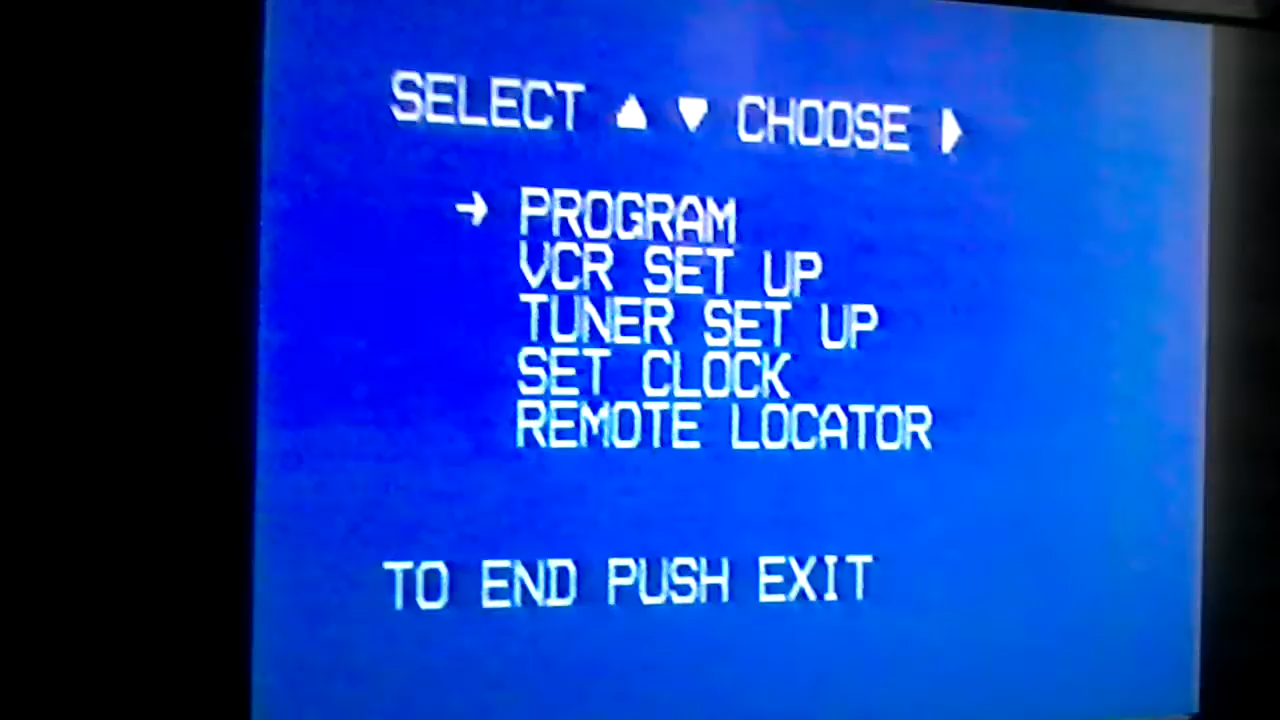 SELECT ▲ ▼ CHOOSE ▶
→ PROGRAM
VCR SET UP
TUNER SET UP
SET CLOCK
REMOTE LOCATOR
TO END PUSH EXIT